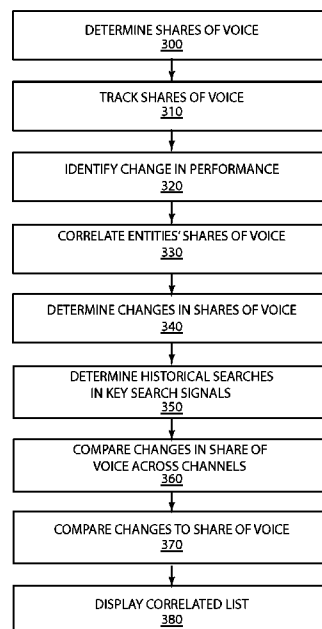 DETERMINE SHARES OF VOICE
300
TRACK SHARES OF VOICE
310
IDENTIFY CHANGE IN PERFORMANCE
320
CORRELATE ENTITIES' SHARES OF VOICE
330
DETERMINE CHANGES IN SHARES OF VOICE
340
DETERMINE HISTORICAL SEARCHES
IN KEY SEARCH SIGNALS
350
COMPARE CHANGES IN SHARE OF
VOICE ACROSS CHANNELS
360
COMPARE CHANGES TO SHARE OF VOICE
370
DISPLAY CORRELATED LIST
380